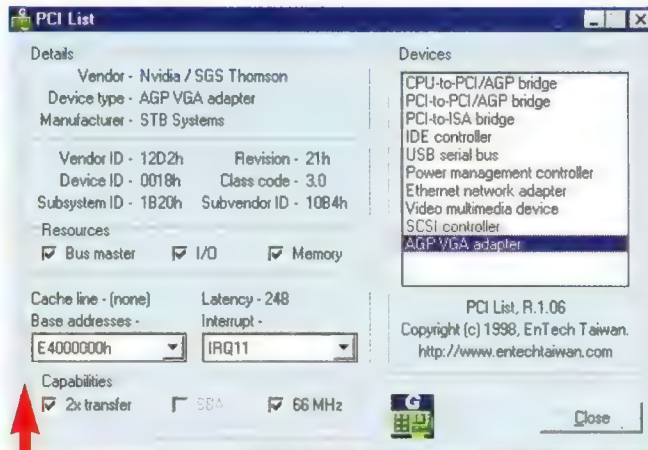 PCI List
Details
Vendor - Nvidia / SGS Thomson
Device type - AGP VGA adapter
Manufacturer - STB Systems
Vendor ID - 12D2h Revision - 21h
Device ID - 0018h Class code - 3.0
Subsystem ID - 1B20h Subvendor ID - 10B4h
Resources
Bus master I/O Memory
Cache line - (none) Latency - 248
Base addresses - Interrupt -
E4000000h IRQ11
Capabilities
2x transfer SBA 66 MHz
Devices
CPU-to-PCI/AGP bridge
PCI-to-PCI/AGP bridge
PCI-to-ISA bridge
IDE controller
USB serial bus
Power management controller
Ethernet network adapter
Video multimedia device
SCSI controller
AGP VGA adapter
PCI List, R.1.06
Copyright (c) 1998, EnTech Taiwan.
http://www.entechtaiwan.com
G
Close